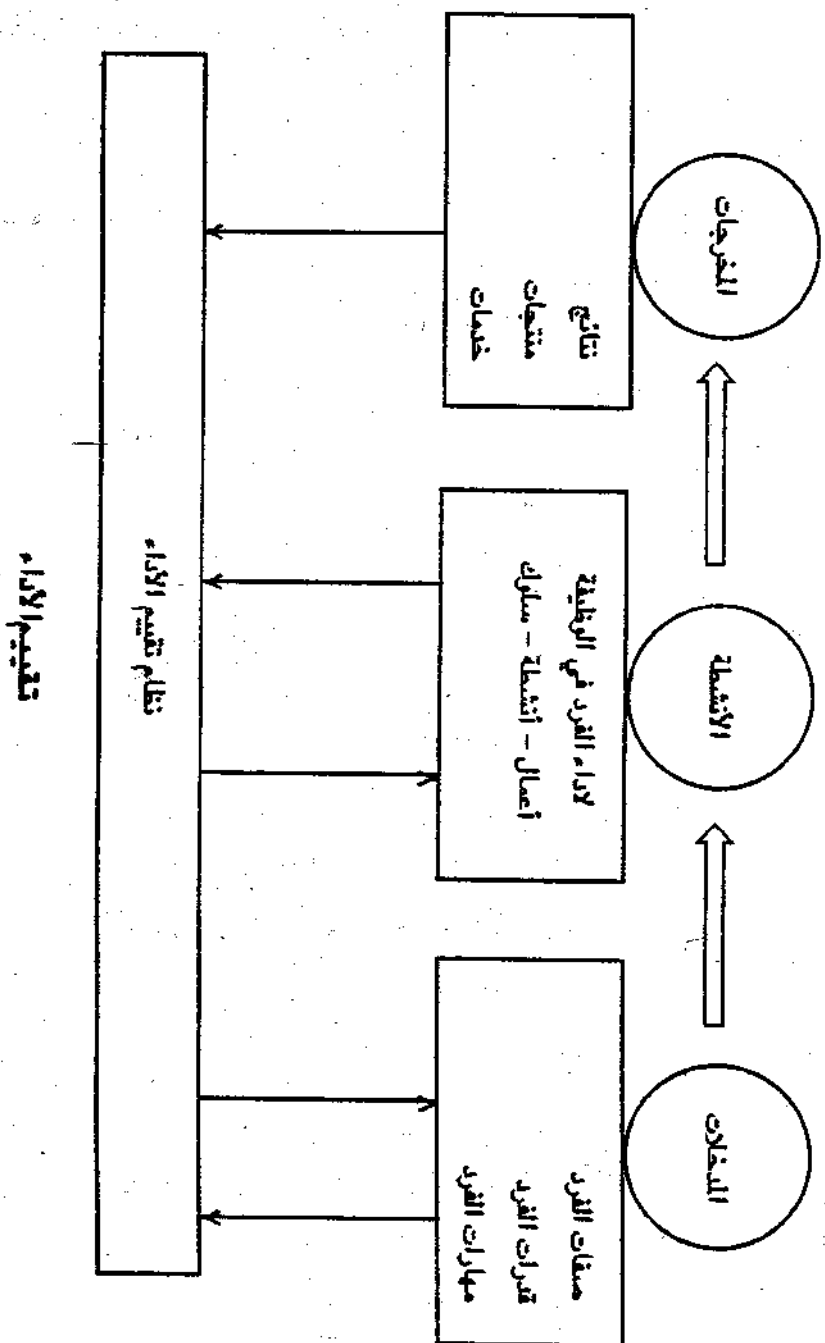 المدخلات
الأنشطة
المخرجات
صفات الفرد
قدرات الفرد
مهارات الفرد
لاداء الفرد في الوظيفة
أعمال – أنشطة – سلوك
نتائج
منتجات
خدمات
نظام تقييم الأداء
تقييم الأداء